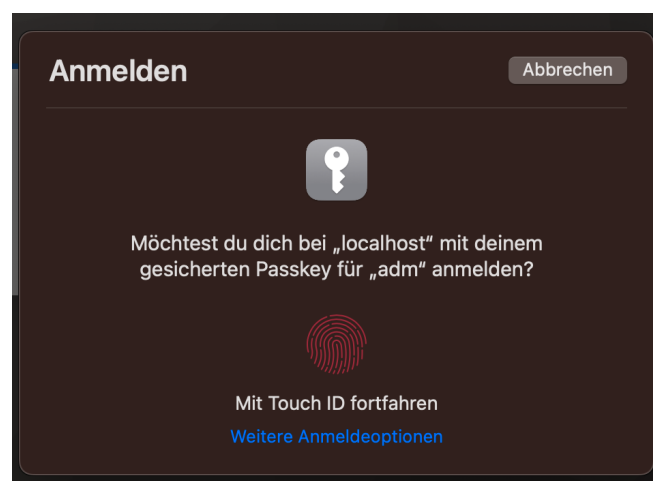 Anmelden
Abbrechen
Möchtest du dich bei „localhost“ mit deinem
gesicherten Passkey für „adm“ anmelden?
Mit Touch ID fortfahren
Weitere Anmeldeoptionen